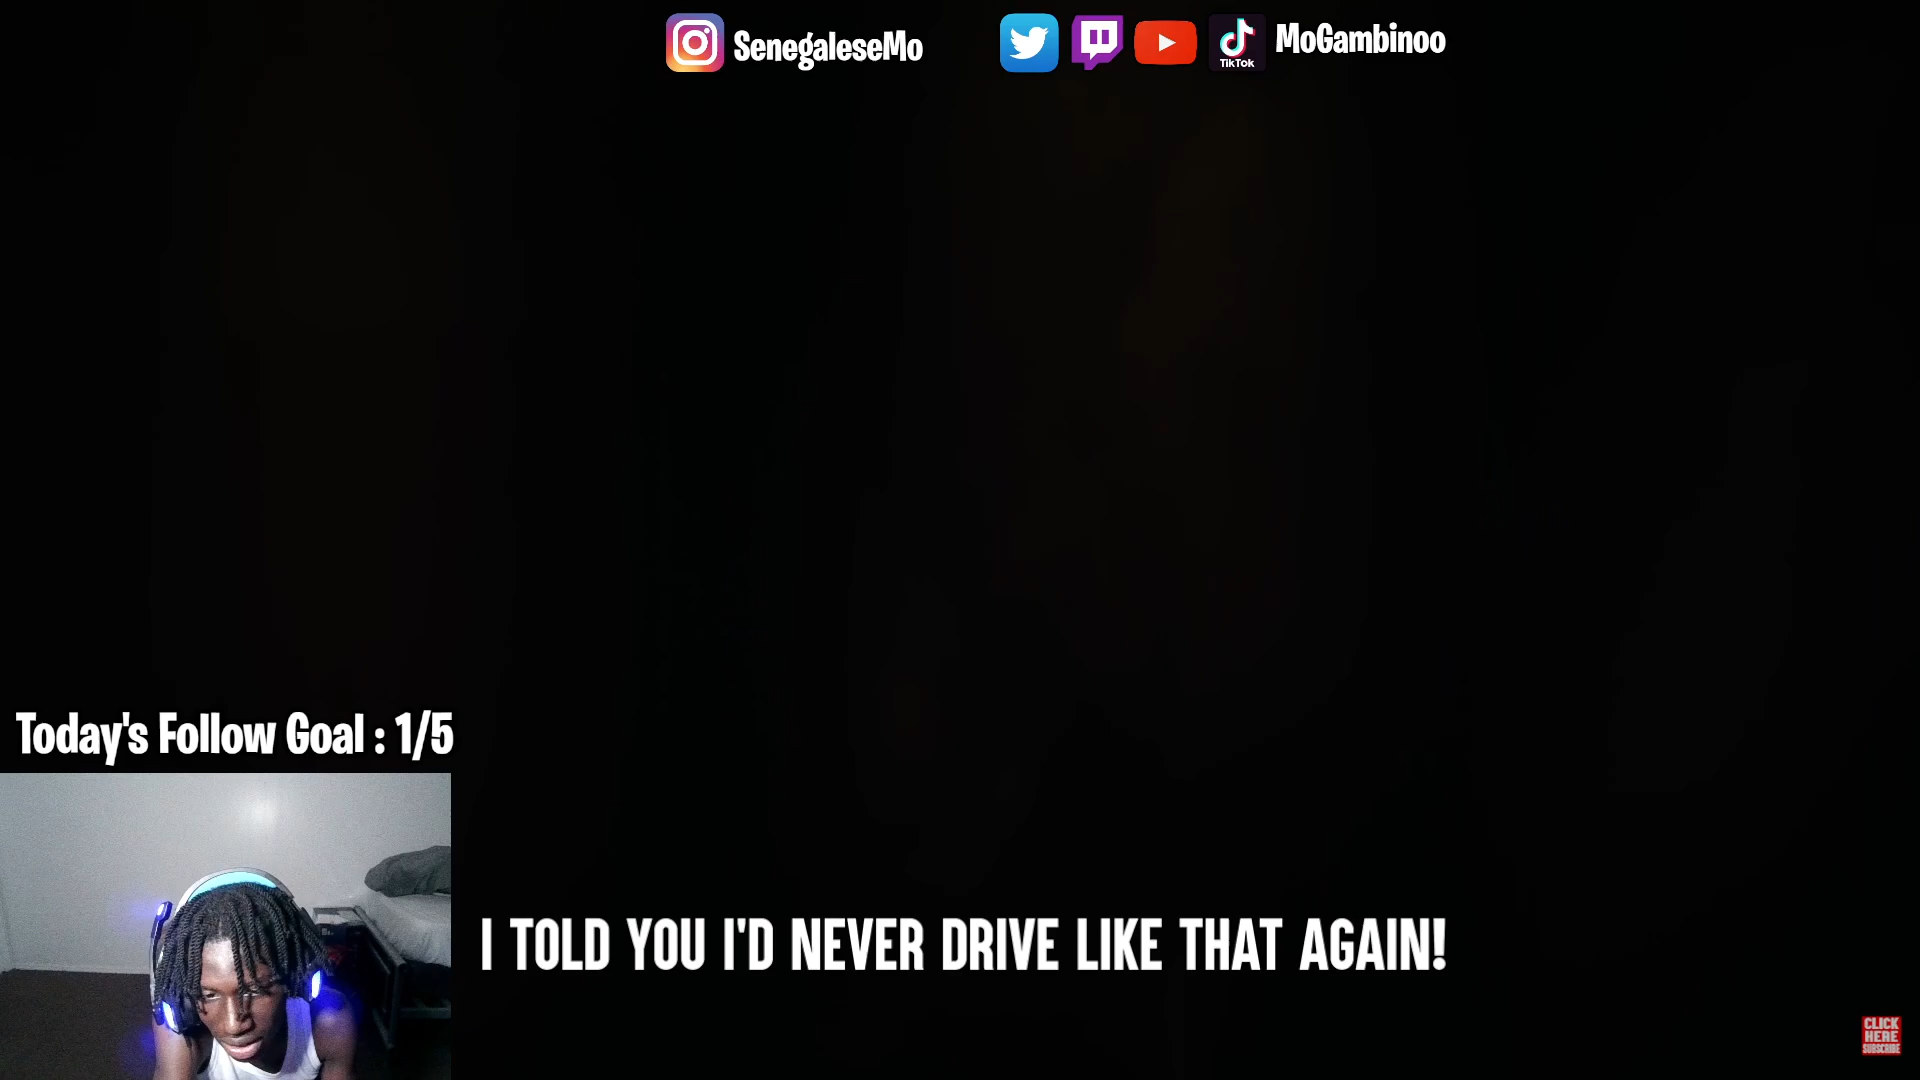 SenegaleseMo
TikTok
MoGambinoo
Today's Follow Goal : 1/5
I TOLD YOU I'D NEVER DRIVE LIKE THAT AGAIN!
CLICK
HERE
SUBSCRIBE